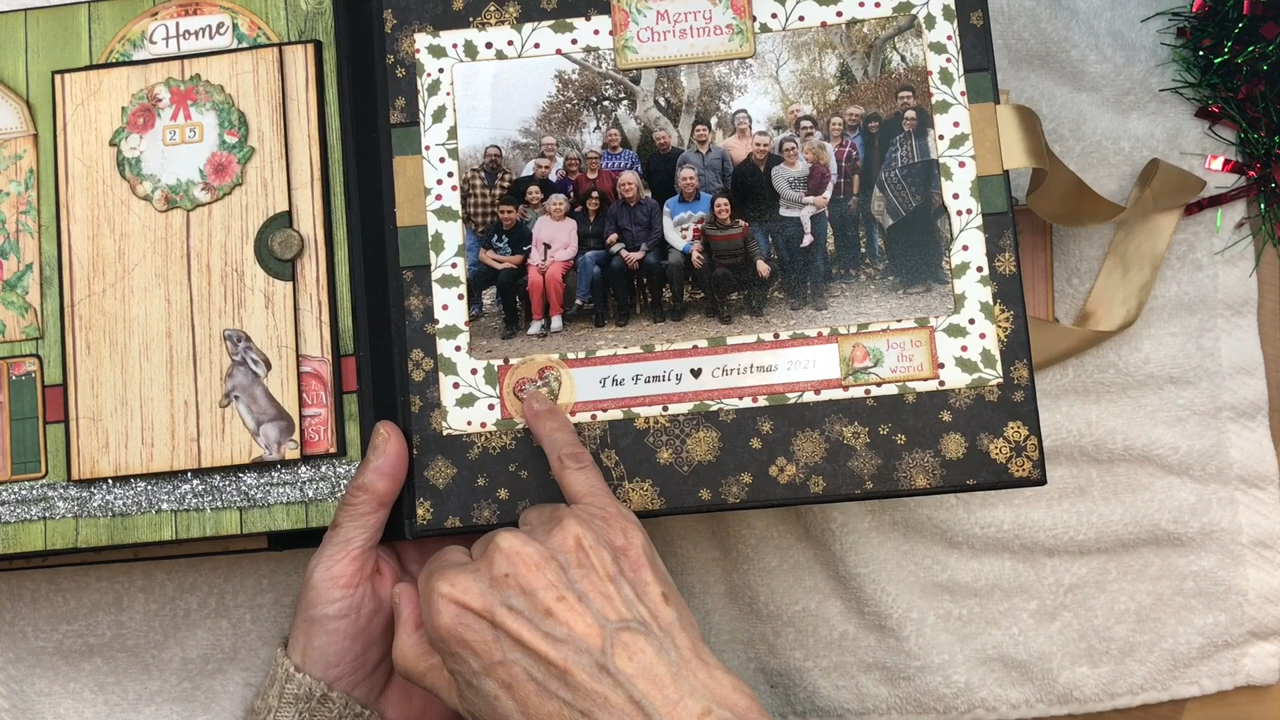 Home
25
Merry
Christmas
The Family ♥ Christmas 2021
Joy to
the
world